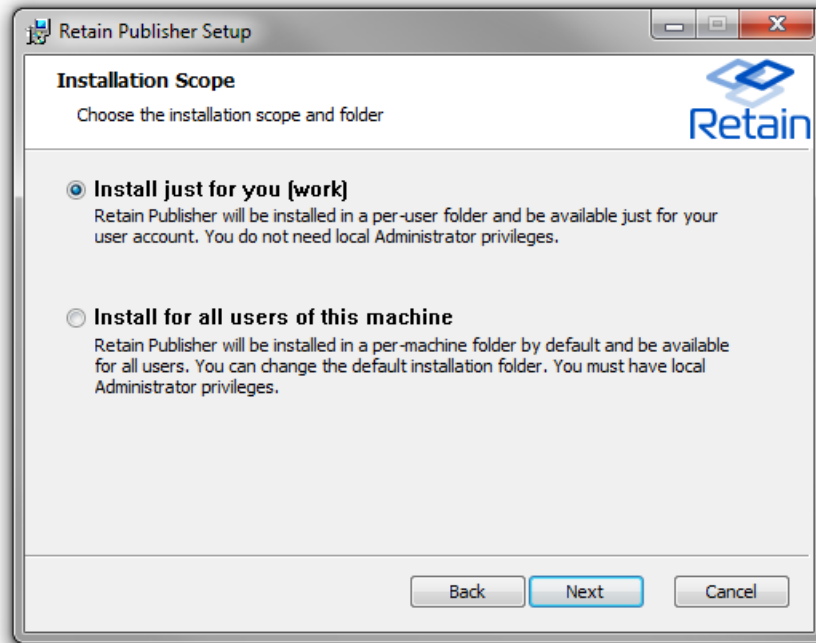 Retain Publisher Setup
Installation Scope
Choose the installation scope and folder
Retain
Install just for you (work)
Retain Publisher will be installed in a per-user folder and be available just for your
user account. You do not need local Administrator privileges.
Install for all users of this machine
Retain Publisher will be installed in a per-machine folder by default and be available
for all users. You can change the default installation folder. You must have local
Administrator privileges.
Back
Next
Cancel